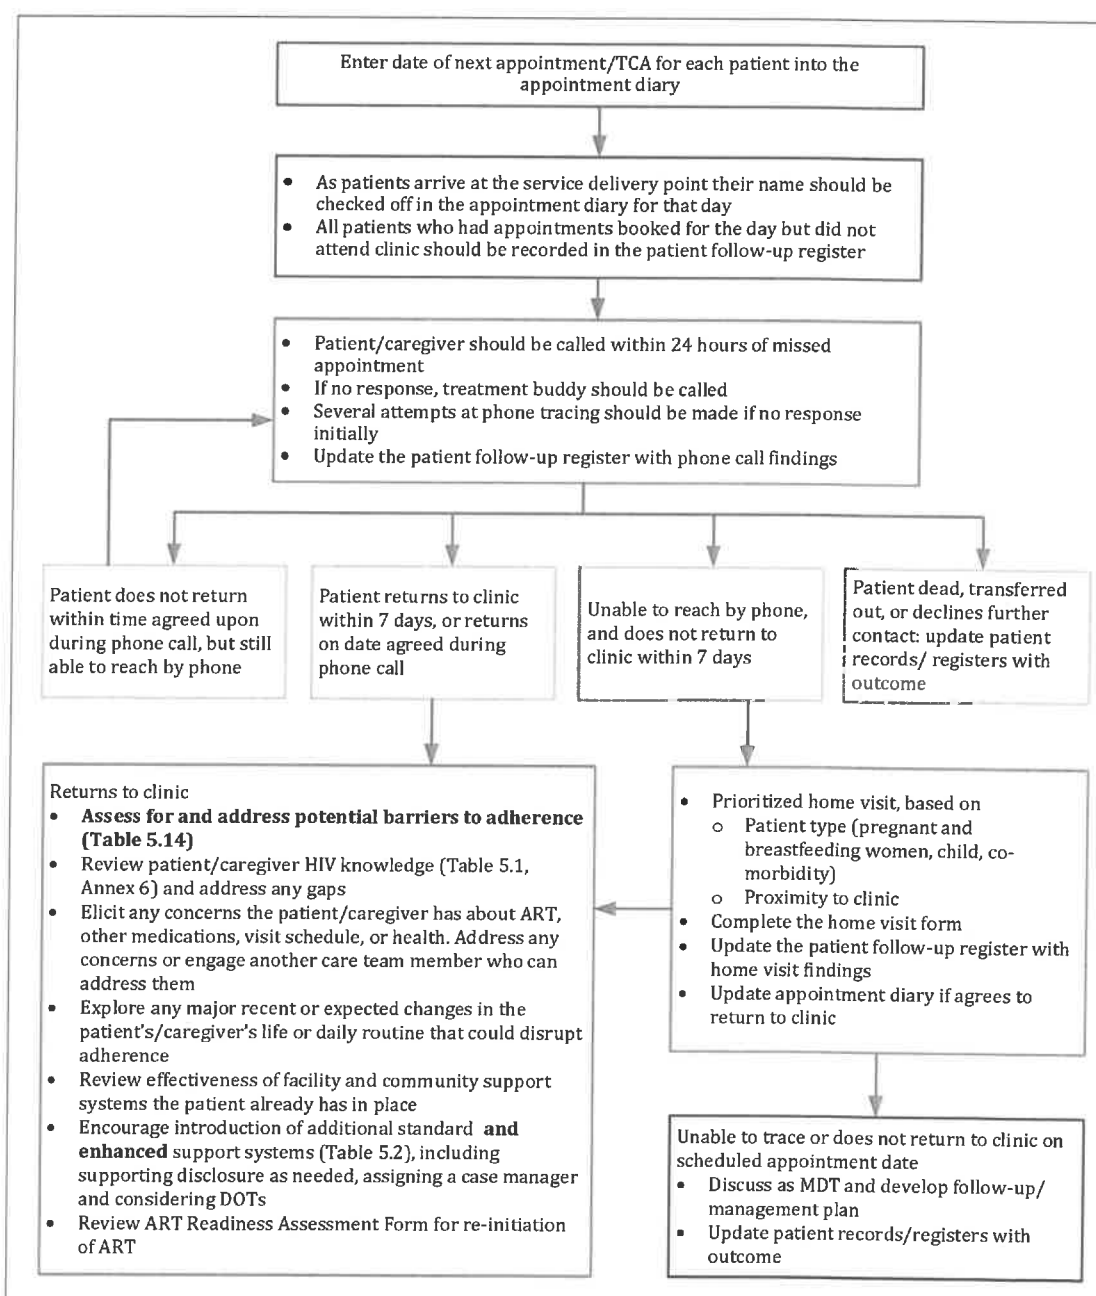 Enter date of next appointment/TCA for each patient into the
appointment diary
• As patients arrive at the service delivery point their name should be
checked off in the appointment diary for that day
• All patients who had appointments booked for the day but did not
attend clinic should be recorded in the patient follow-up register
• Patient/caregiver should be called within 24 hours of missed
appointment
• If no response, treatment buddy should be called
• Several attempts at phone tracing should be made if no response
initially
• Update the patient follow-up register with phone call findings
Patient does not return
within time agreed upon
during phone call, but still
able to reach by phone
Patient returns to clinic
within 7 days, or returns
on date agreed during
phone call
Unable to reach by phone,
and does not return to
clinic within 7 days
Patient dead, transferred
out, or declines further
contact: update patient
records/ registers with
outcome
Returns to clinic
• Assess for and address potential barriers to adherence
(Table 5.14)
• Review patient/caregiver HIV knowledge (Table 5.1,
Annex 6) and address any gaps
• Elicit any concerns the patient/caregiver has about ART,
other medications, visit schedule, or health. Address any
concerns or engage another care team member who can
address them
• Explore any major recent or expected changes in the
patient's/caregiver's life or daily routine that could disrupt
adherence
• Review effectiveness of facility and community support
systems the patient already has in place
• Encourage introduction of additional standard and
enhanced support systems (Table 5.2), including
supporting disclosure as needed, assigning a case manager
and considering DOTs
• Review ART Readiness Assessment Form for re-initiation
of ART
• Prioritized home visit, based on
o Patient type (pregnant and
breastfeeding women, child, co-
morbidity)
o Proximity to clinic
• Complete the home visit form
• Update the patient follow-up register with
home visit findings
• Update appointment diary if agrees to
return to clinic
Unable to trace or does not return to clinic on
scheduled appointment date
• Discuss as MDT and develop follow-up/
management plan
• Update patient records/registers with
outcome